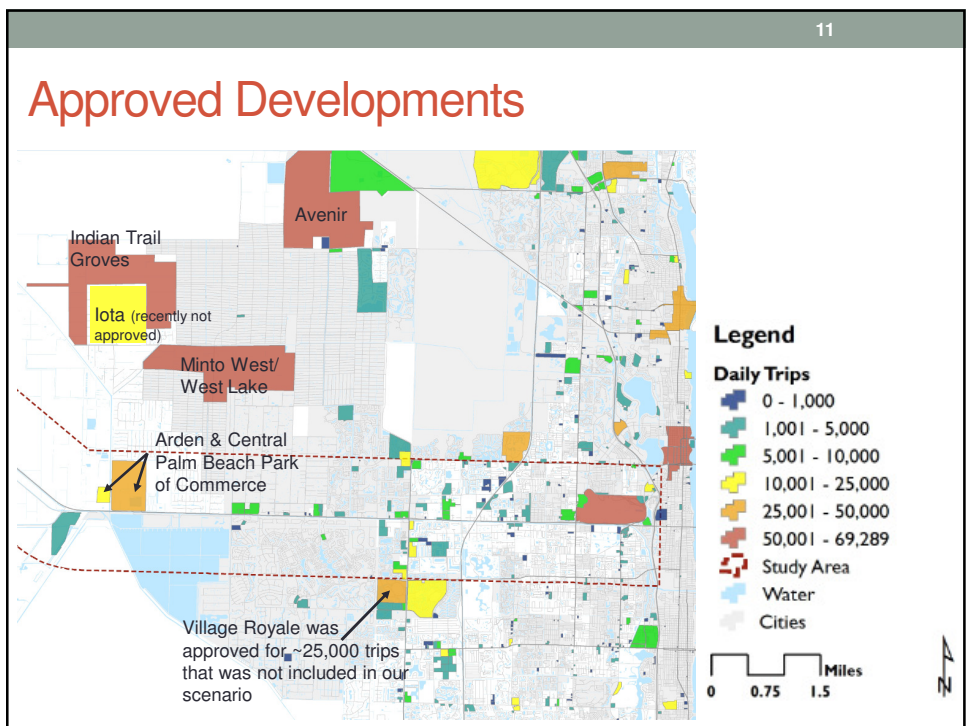 11
Approved Developments
Avenir
Indian Trail
Groves
Iota (recently not
approved)
Minto West/
West Lake
Arden & Central
Palm Beach Park
of Commerce
Village Royale was
approved for ~25,000 trips
that was not included in our
scenario
Legend
Daily Trips
0 - 1,000
1,001 - 5,000
5,001 - 10,000
10,001 - 25,000
25,001 - 50,000
50,001 - 69,289
Study Area
Water
Cities
Miles
0 0.75 1.5
N